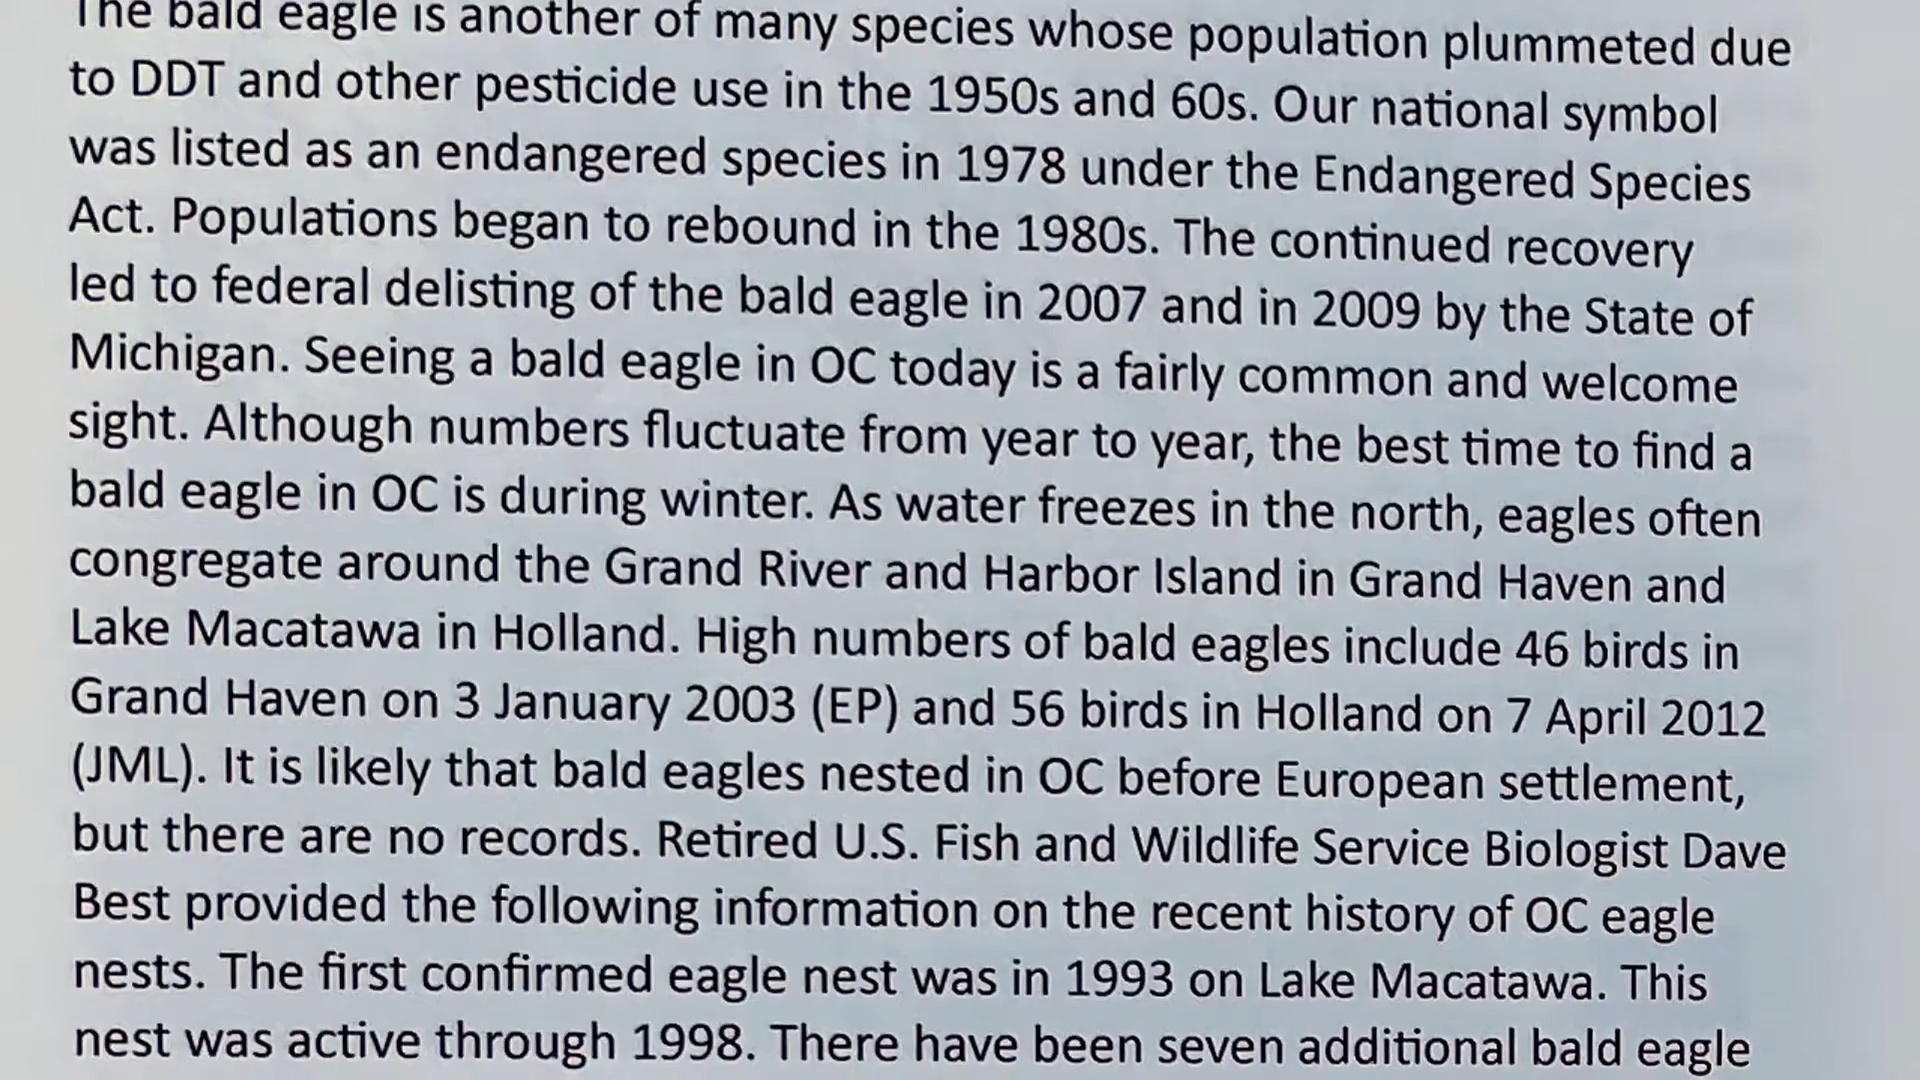 The bald eagle is another of many species whose population plummeted due
to DDT and other pesticide use in the 1950s and 60s. Our national symbol
was listed as an endangered species in 1978 under the Endangered Species
Act. Populations began to rebound in the 1980s. The continued recovery
led to federal delisting of the bald eagle in 2007 and in 2009 by the State of
Michigan. Seeing a bald eagle in OC today is a fairly common and welcome
sight. Although numbers fluctuate from year to year, the best time to find a
bald eagle in OC is during winter. As water freezes in the north, eagles often
congregate around the Grand River and Harbor Island in Grand Haven and
Lake Macatawa in Holland. High numbers of bald eagles include 46 birds in
Grand Haven on 3 January 2003 (EP) and 56 birds in Holland on 7 April 2012
(JML). It is likely that bald eagles nested in OC before European settlement,
but there are no records. Retired U.S. Fish and Wildlife Service Biologist Dave
Best provided the following information on the recent history of OC eagle
nests. The first confirmed eagle nest was in 1993 on Lake Macatawa. This
nest was active through 1998. There have been seven additional bald eagle